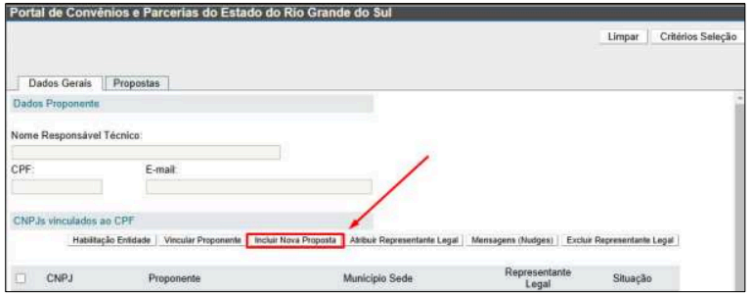 Portal de Convênios e Parcerias do Estado do Rio Grande do Sul
Limpar Critérios Seleção
Dados Gerais Propostas
Dados Proponente
Nome Responsável Técnico:
CPF: E-mail:
CNPJs vinculados ao CPF
Habilitação Entidade Vincular Proponente Incluir Nova Proposta Atribuir Representante Legal Mensagens (Nudges) Excluir Representante Legal
CNPJ Proponente Município Sede Representante Legal Situação